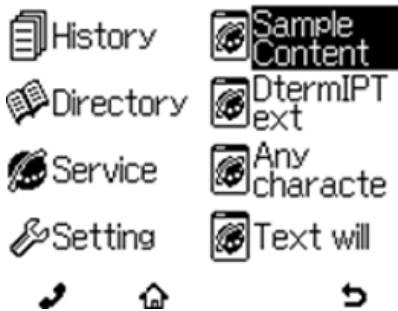 History
Directory
Service
Setting
Sample
Content
DtermIPT
ext
Any
characte
Text will